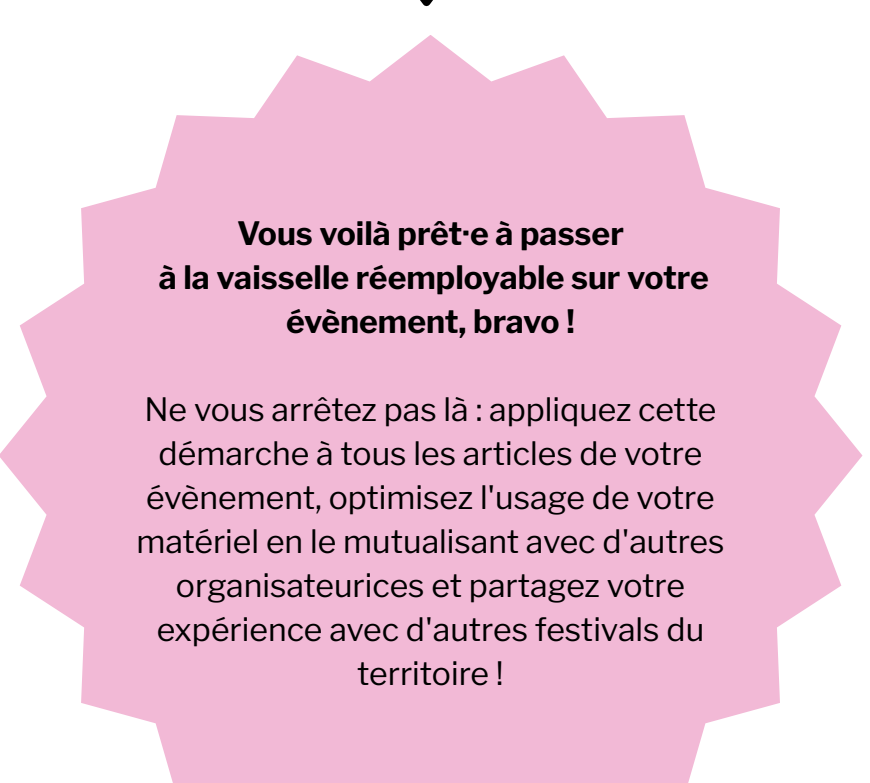 Vous voilà prêt·e à passer
à la vaisselle réemployable sur votre
évènement, bravo !
Ne vous arrêtez pas là : appliquez cette
démarche à tous les articles de votre
évènement, optimisez l'usage de votre
matériel en le mutualisant avec d'autres
organisateurices et partagez votre
expérience avec d'autres festivals du
territoire !